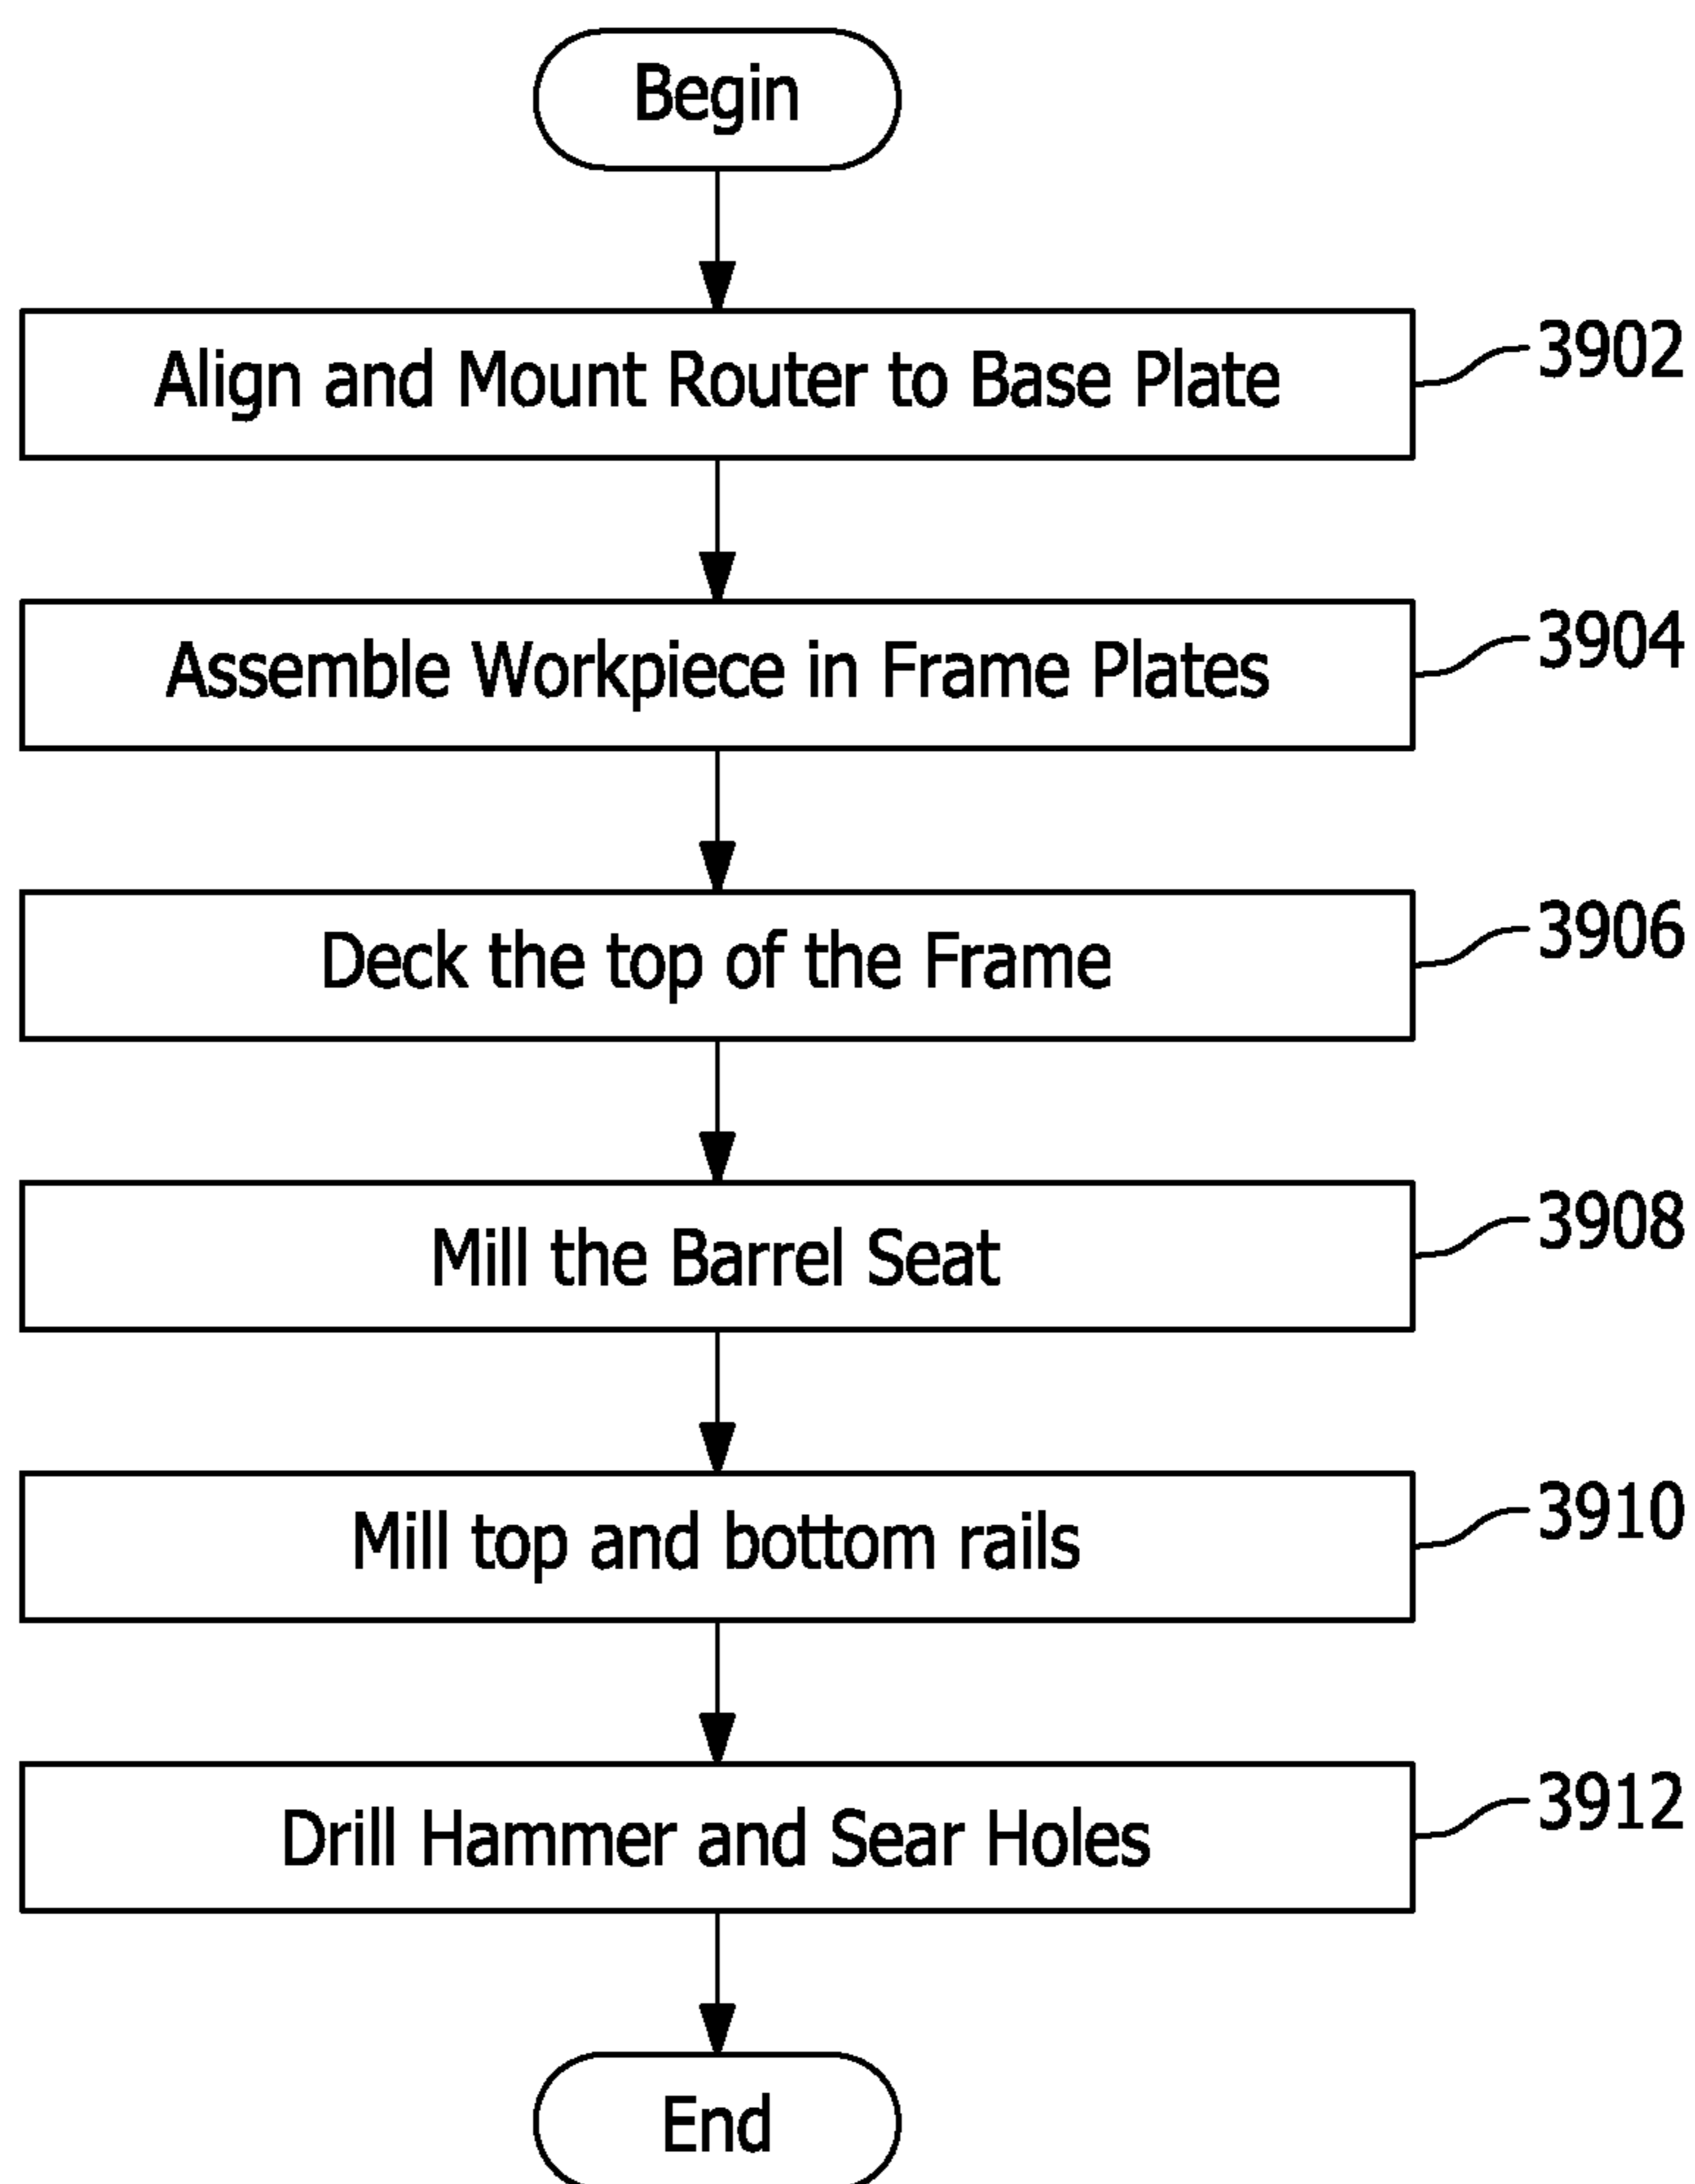 Begin
Align and Mount Router to Base Plate
3902
Assemble Workpiece in Frame Plates
3904
Deck the top of the Frame
3906
Mill the Barrel Seat
3908
Mill top and bottom rails
3910
Drill Hammer and Sear Holes
3912
End